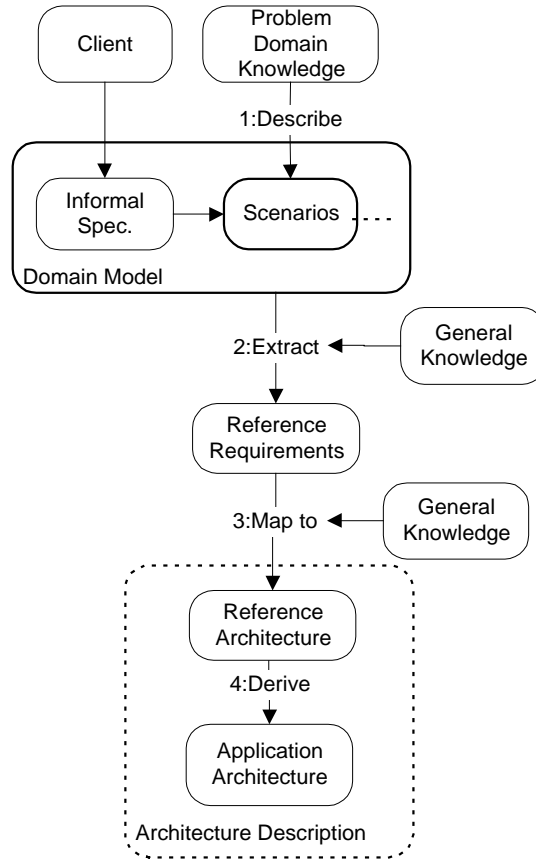 Client
Problem
Domain
Knowledge
1:Describe
Informal
Spec.
Scenarios
Domain Model
2:Extract
General
Knowledge
Reference
Requirements
3:Map to
General
Knowledge
Reference
Architecture
4:Derive
Application
Architecture
Architecture Description